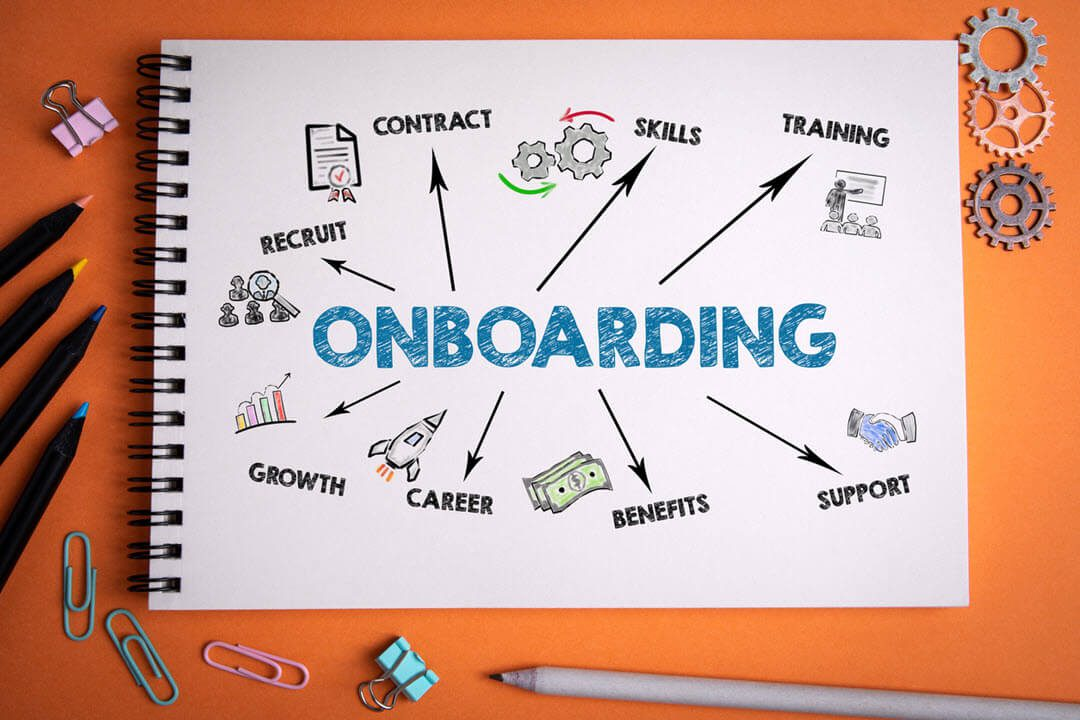 CONTRACT
SKILLS
TRAINING
RECRUIT
ONBOARDING
GROWTH
CAREER
BENEFITS
SUPPORT